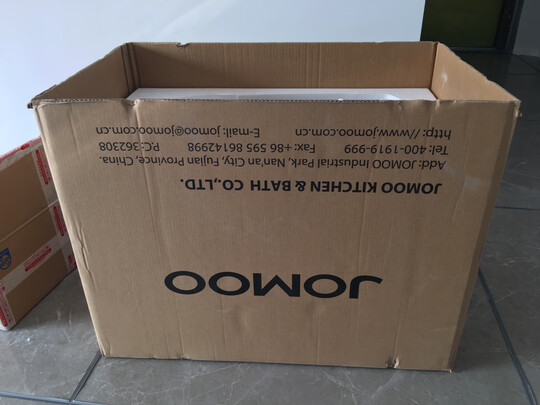 JOMOO
JOMOO KITCHEN & BATH CO.,LTD.
Add: JOMOO Industrial Park, Nan'an City, Fujian Province, China.
Tel: 400-1919-999 Fax: +86 595 86142998 P.C: 362308
http://www.jomoo.com.cn E-mail: jomoo@jomoo.com.cn